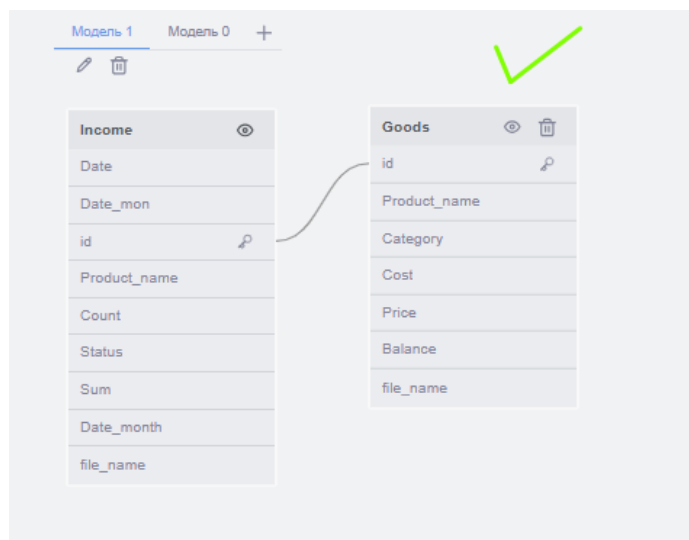 Модель 1 Модель 0
Income
Date
Date_mon
id
Product_name
Count
Status
Sum
Date_month
file_name
Goods
id
Product_name
Category
Cost
Price
Balance
file_name